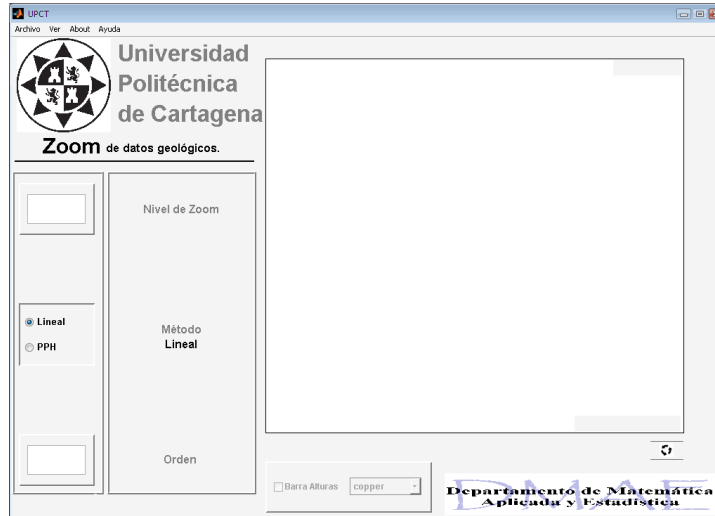 UPCT
Archivo Ver About Ayuda
Universidad
Politécnica
de Cartagena
Zoom de datos geológicos.
Nivel de Zoom
Lineal
PPH
Método
Lineal
Orden
Barra Alturas copper
DMAE
Departamento de Matemática
Aplicada y Estadística